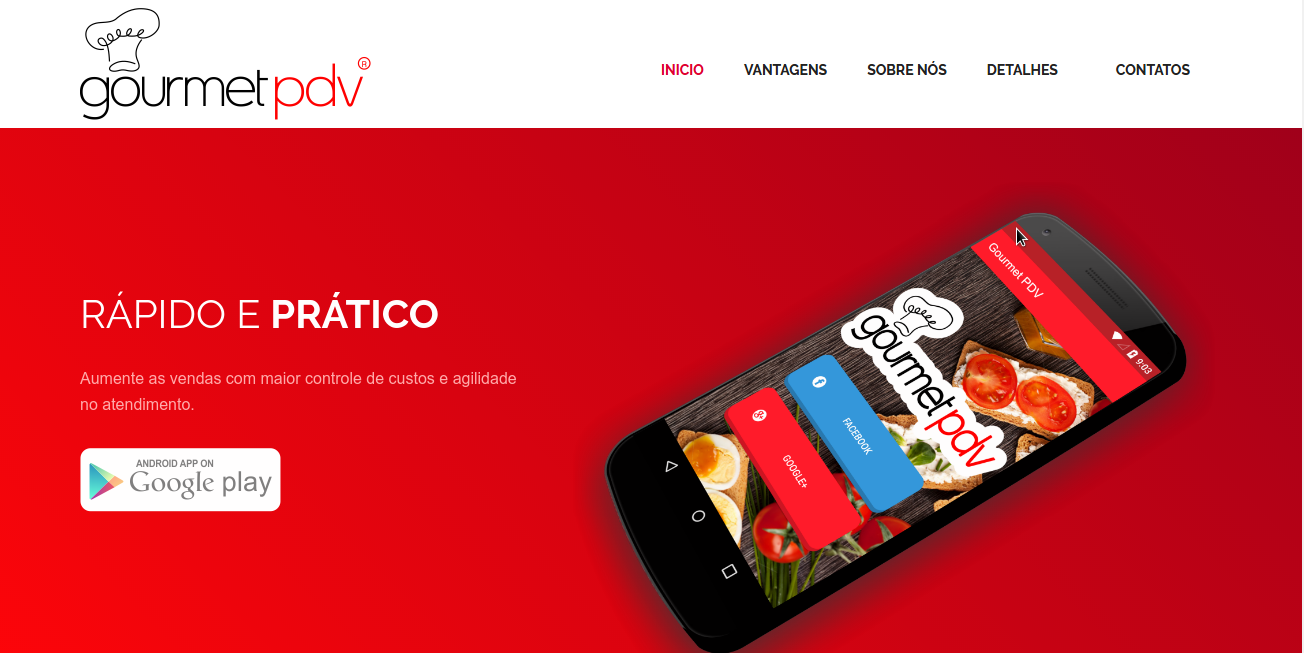 gourmet pdv®
INICIO VANTAGENS SOBRE NÓS DETALHES CONTATOS
RÁPIDO E PRÁTICO
Aumente as vendas com maior controle de custos e agilidade
no atendimento.
ANDROID APP ON
Google play
9:03
Gourmet PDV
gourmet pdv
FACEBOOK
GOOGLE+